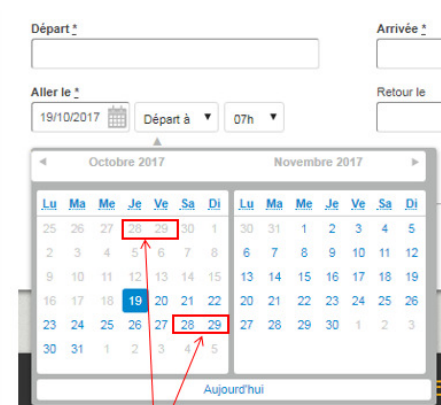 Départ * Arrivée *
Aller le * Retour le
19/10/2017 Départ à 07h
Octobre 2017 Novembre 2017
Lu Ma Me Je Ve Sa Di Lu Ma Me Je Ve Sa Di
25 26 27 28 29 30 1 30 31 1 2 3 4 5
2 3 4 5 6 7 8 6 7 8 9 10 11 12
9 10 11 12 13 14 15 13 14 15 16 17 18 19
16 17 18 19 20 21 22 20 21 22 23 24 25 26
23 24 25 26 27 28 29 27 28 29 30 1 2 3
30 31 1 2 3 4 5
Aujourd'hui